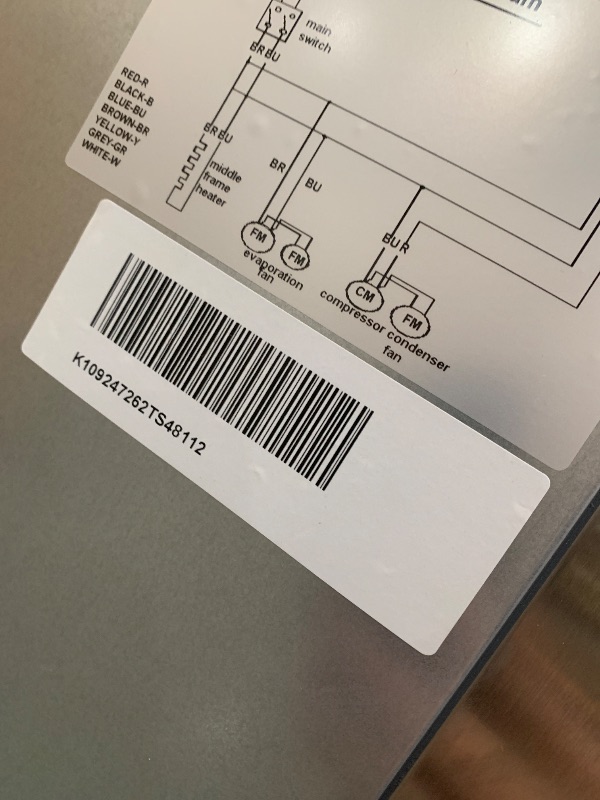 main
switch
BR BU
RED-R
BLACK-B
BLUE-BU
BROWN-BR
YELLOW-Y
GREY-GR
WHITE-W
BR BU
middle
frame
heater
BR
BU
FM
FM
evaporation
fan
BU R
CM
FM
compressor condenser
fan
K109247262TS48112